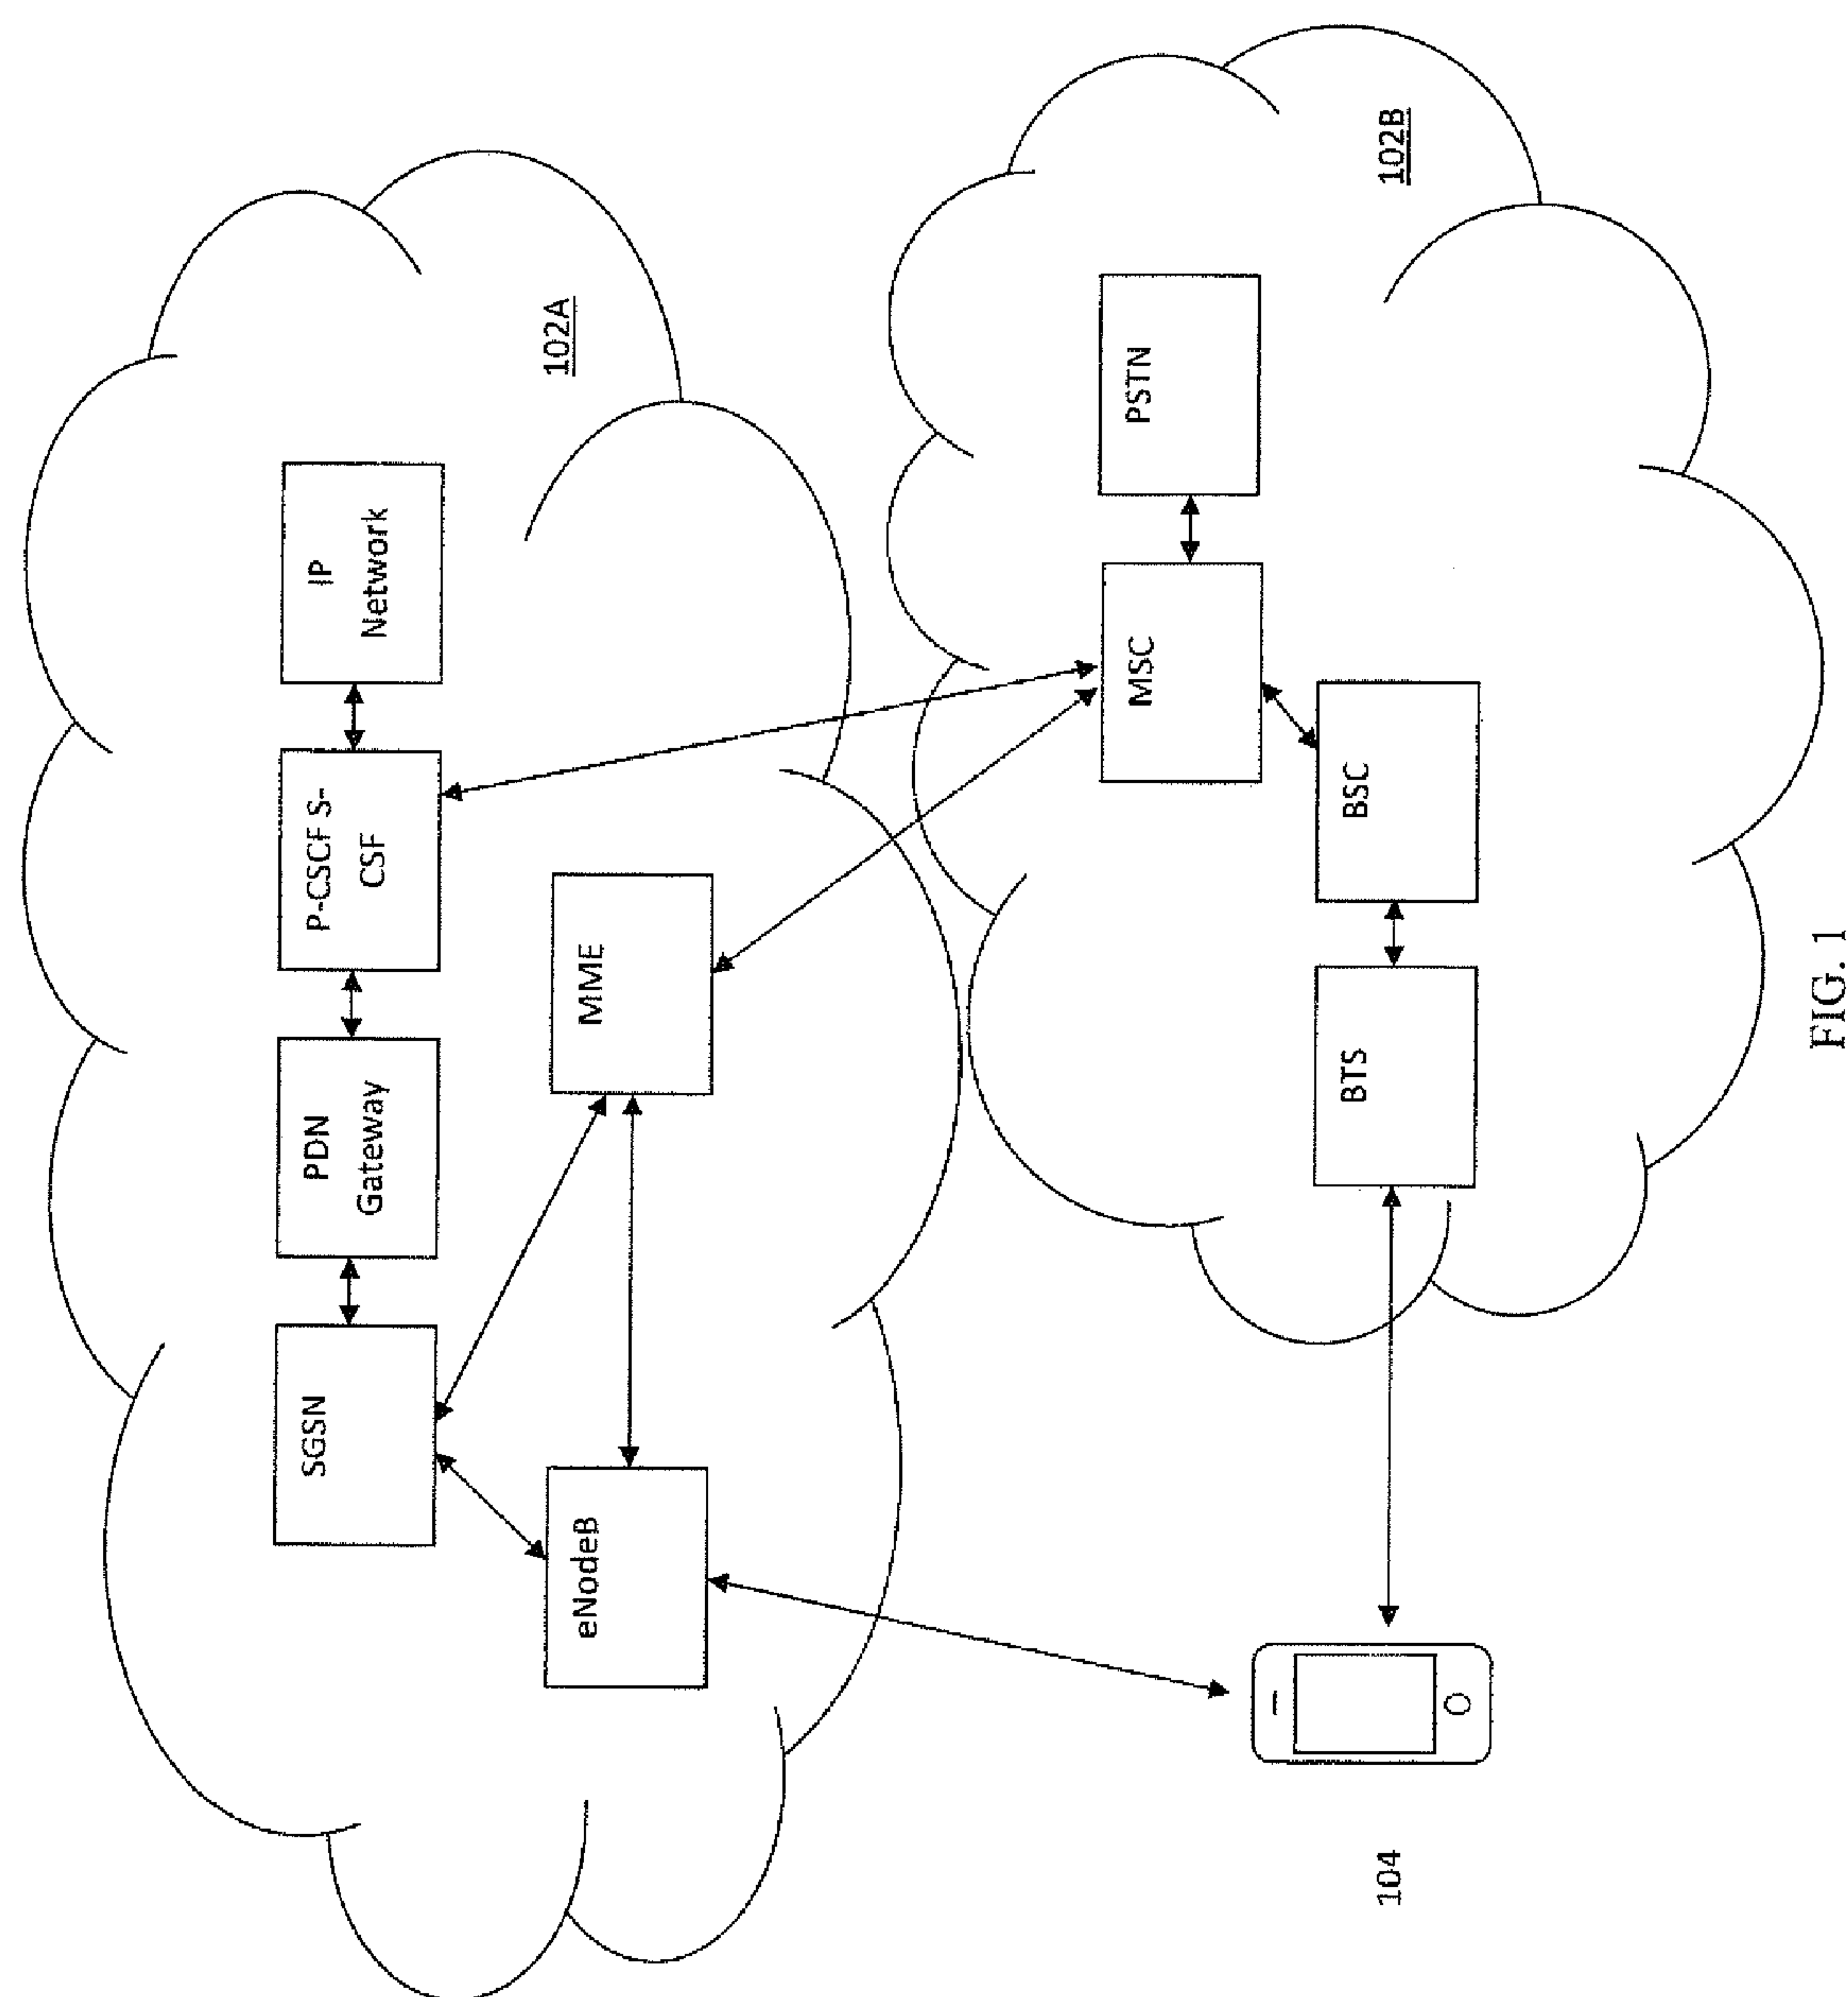 102A
SGSN
PDN
Gateway
P-CSCF S-
CSF
IP
Network
eNodeB
MME
102B
MSC
PSTN
BTS
BSC
104
FIG. 1